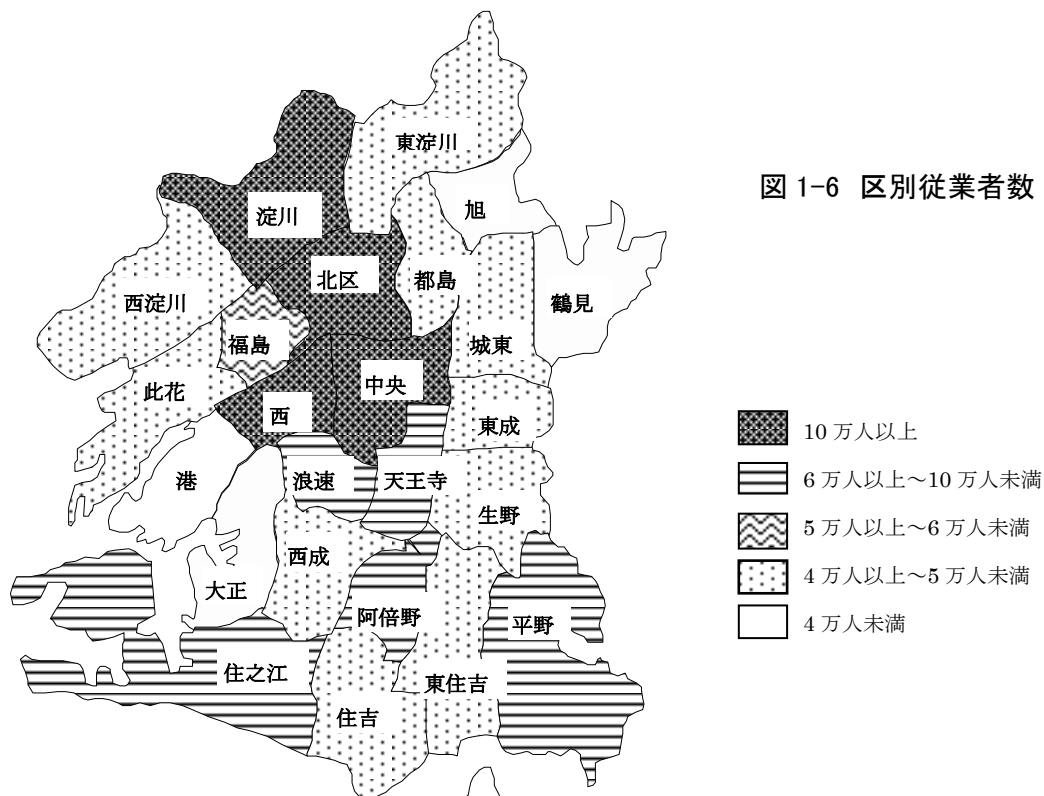 東淀川
図 1-6 区別従業者数
淀川
旭
北区
都島
西淀川
鶴見
福島
城東
此花
中央
西
東成
港
浪速
天王寺
生野
西成
大正
阿倍野
平野
住之江
東住吉
住吉
10 万人以上
6 万人以上~10 万人未満
5 万人以上~6 万人未満
4 万人以上~5 万人未満
4 万人未満